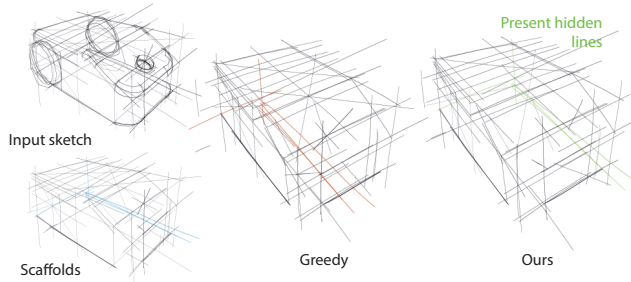 Present hidden
lines
Input sketch
Scaffolds
Greedy
Ours